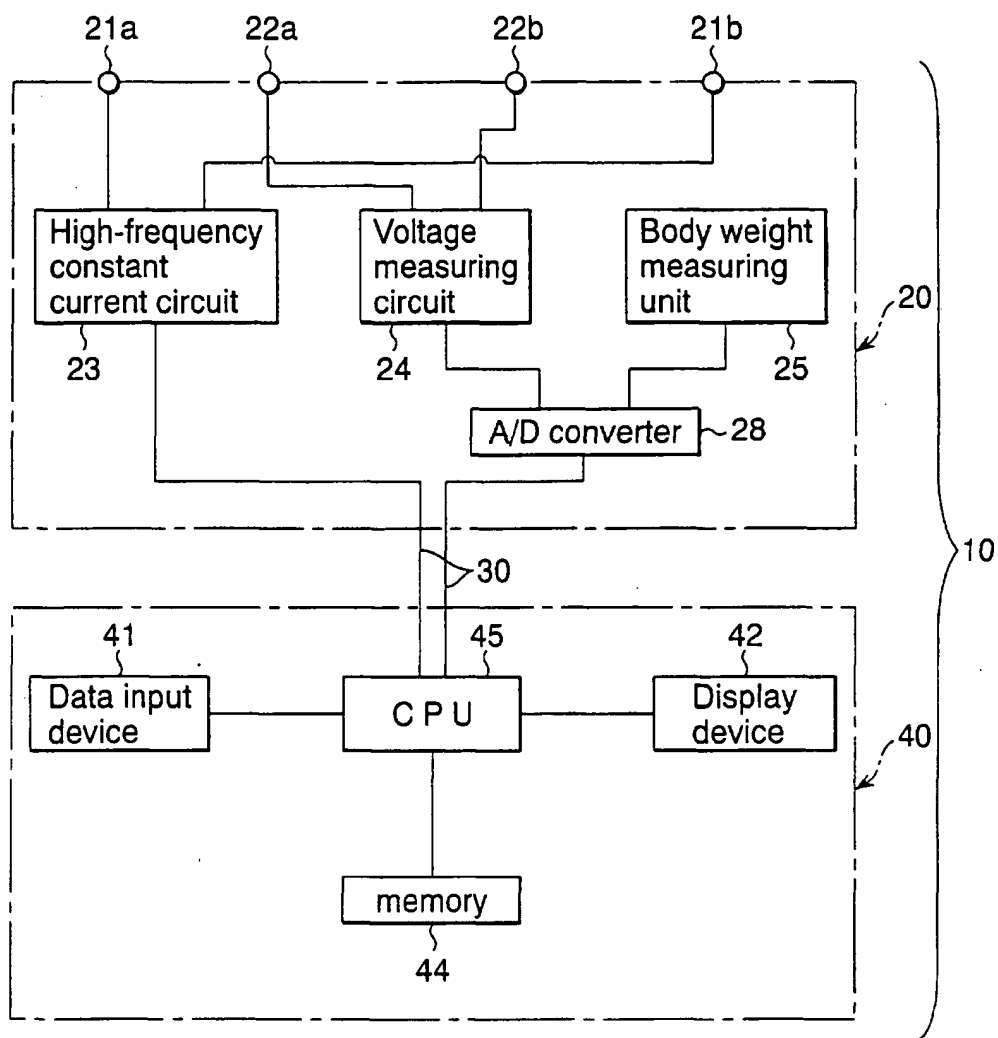 21a 22a 22b 21b
High-frequency
constant
current circuit
23
Voltage
measuring
circuit
24
Body weight
measuring
unit
25
20
A/D converter
28
30
10
41
Data input
device
45
C P U
42
Display
device
40
memory
44